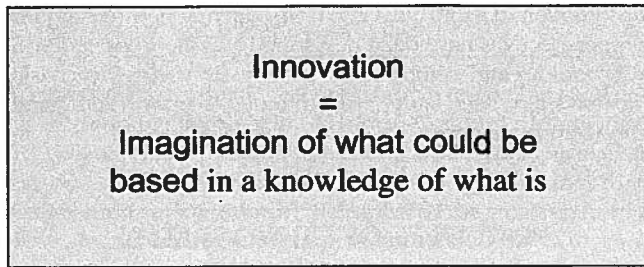 Innovation
=
Imagination of what could be
based in a knowledge of what is